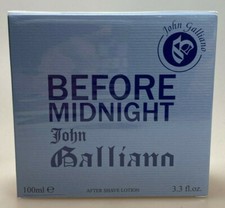 John Galliano
BEFORE
MIDNIGHT
John
Galliano
100ml ℮
AFTER SHAVE LOTION
3.3 fl.oz.